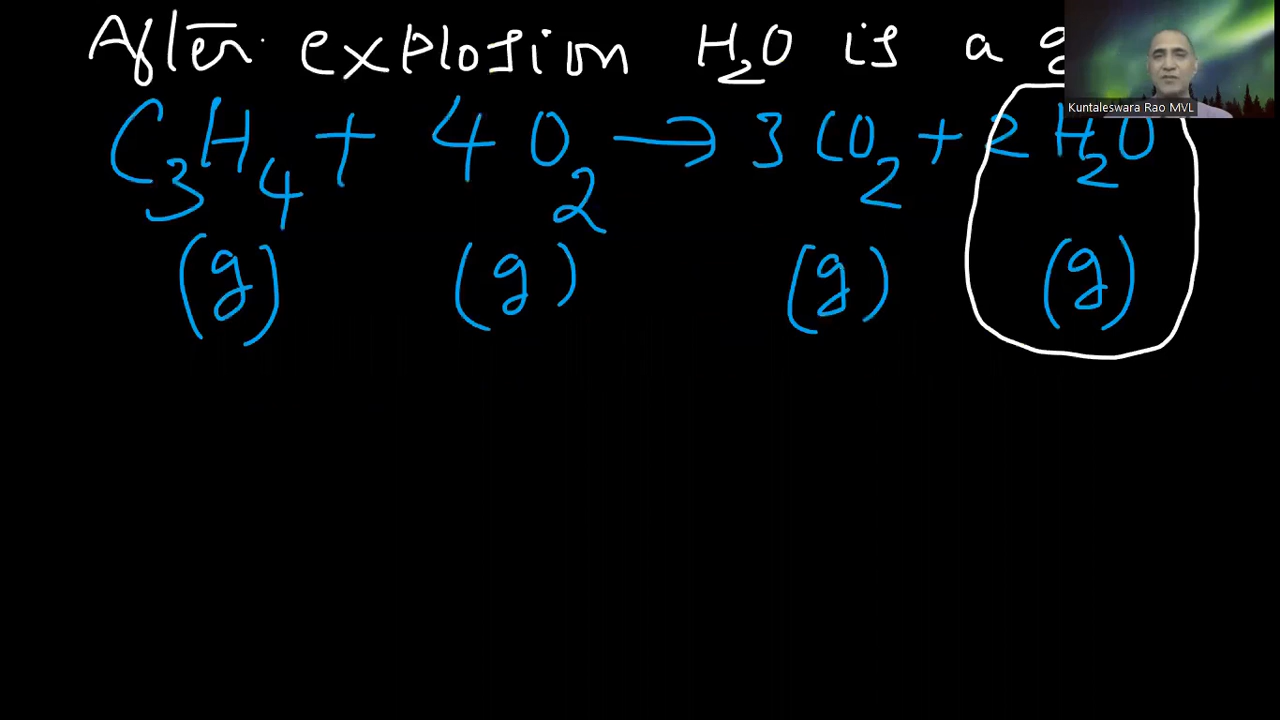 After explosion H₂O is a g
Kuntaleswara Rao MVL
C₃H₄ + 4 O₂ → 3 CO₂ + 2 H₂O
(g) (g) (g) (g)